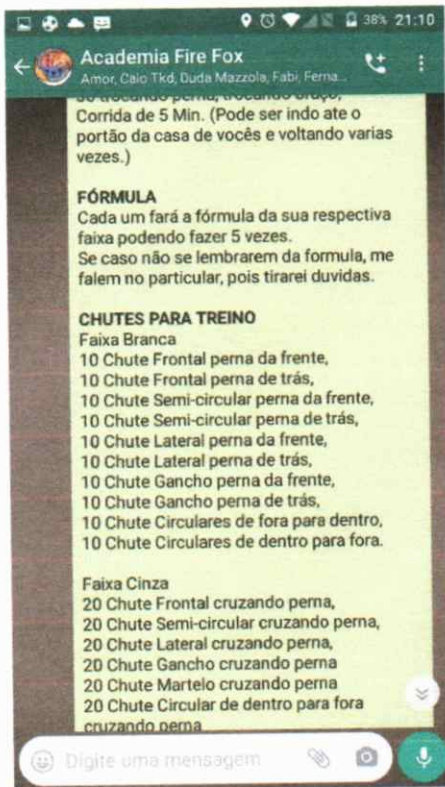 38% 21:10
Academia Fire Fox
Amor, Caio Tkd, Duda Mazzola, Fabi, Ferna...
30 trocando perna, trocando braço,
Corrida de 5 Min. (Pode ser indo ate o
portão da casa de vocês e voltando varias
vezes.)
FÓRMULA
Cada um fará a fórmula da sua respectiva
faixa podendo fazer 5 vezes.
Se caso não se lembrarem da formula, me
falem no particular, pois tirarei duvidas.
CHUTES PARA TREINO
Faixa Branca
10 Chute Frontal perna da frente,
10 Chute Frontal perna de trás,
10 Chute Semi-circular perna da frente,
10 Chute Semi-circular perna de trás,
10 Chute Lateral perna da frente,
10 Chute Lateral perna de trás,
10 Chute Gancho perna da frente,
10 Chute Gancho perna de trás,
10 Chute Circulares de fora para dentro,
10 Chute Circulares de dentro para fora.
Faixa Cinza
20 Chute Frontal cruzando perna,
20 Chute Semi-circular cruzando perna,
20 Chute Lateral cruzando perna,
20 Chute Gancho cruzando perna
20 Chute Martelo cruzando perna
20 Chute Circular de dentro para fora
cruzando perna
Digite uma mensagem